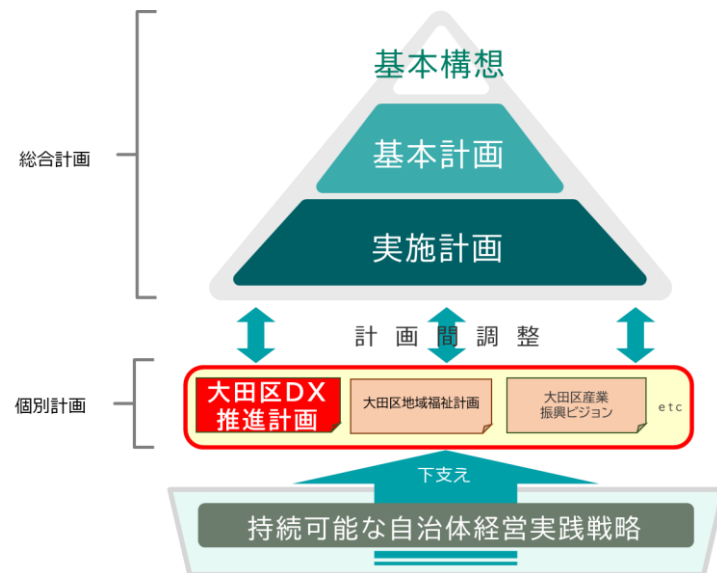 基本構想
基本計画
実施計画
総合計画
計画間調整
個別計画
大田区DX
推進計画
大田区地域福祉計画
大田区産業
振興ビジョン
etc
下支え
持続可能な自治体経営実践戦略